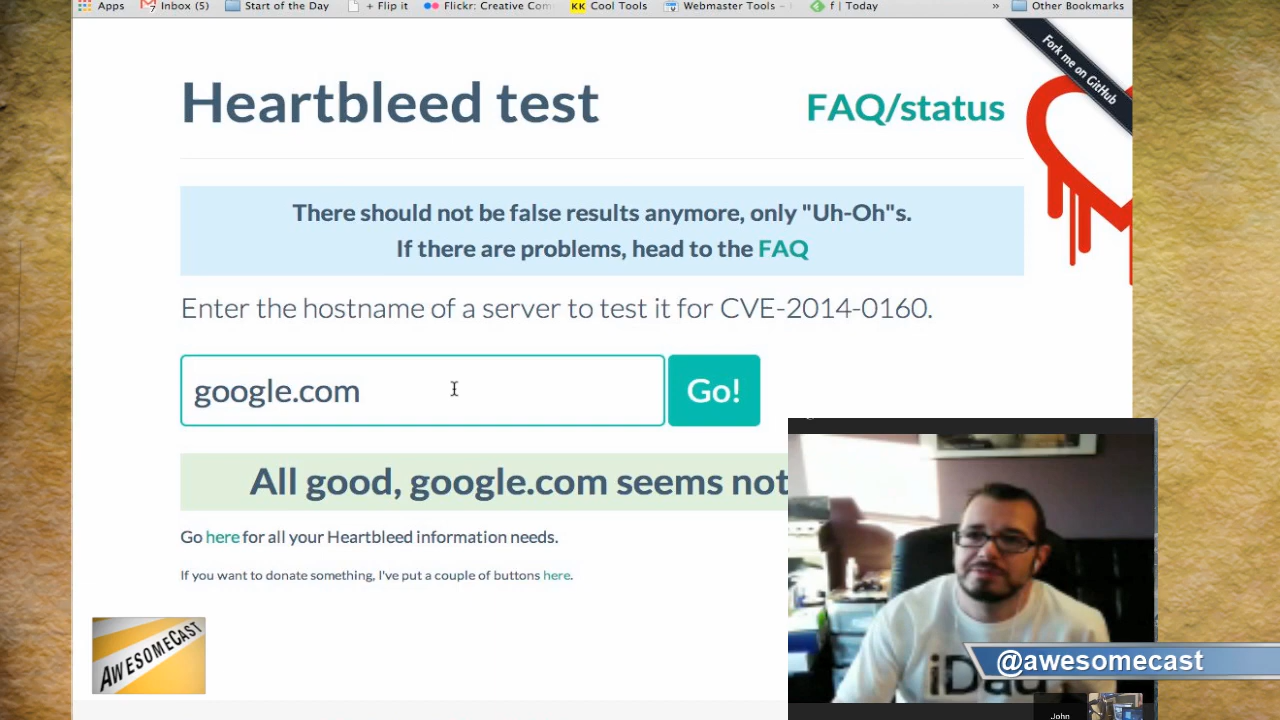 Apps Inbox (5) Start of the Day + Flip it Flickr: Creative Com KK Cool Tools Webmaster Tools - f | Today » Other Bookmarks
Fork me on GitHub
Heartbleed test
FAQ/status
There should not be false results anymore, only "Uh-Oh"s.
If there are problems, head to the FAQ
Enter the hostname of a server to test it for CVE-2014-0160.
google.com
Go!
All good, google.com seems not
Go here for all your Heartbleed information needs.
If you want to donate something, I've put a couple of buttons here.
AWESOMECAST
@awesomecast
iDad
John